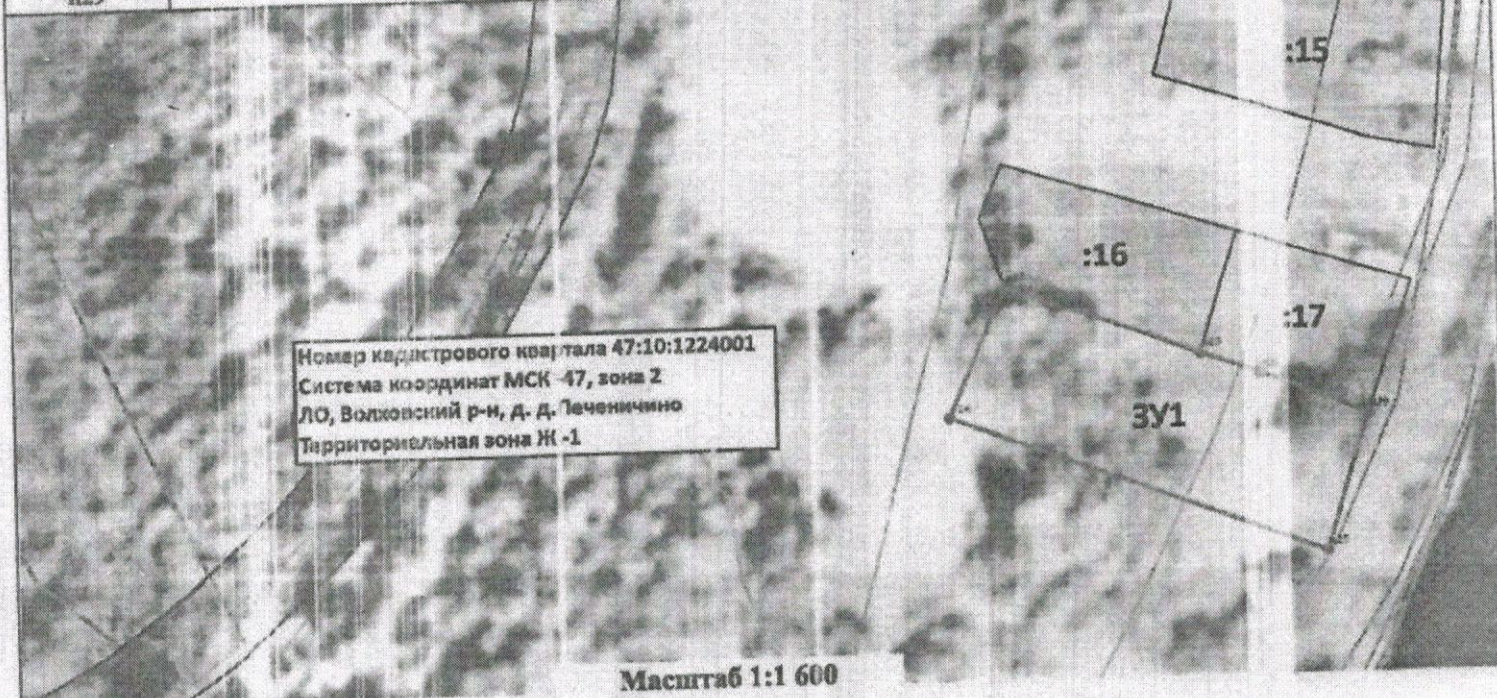 :15
:16
:17
Номер кадастрового квартала 47:10:1224001
Система координат МСК -47, зона 2
ЛО, Волховский р-н, д. д. Печеничино
Территориальная зона Ж -1
ЗУ1
Масштаб 1:1 600